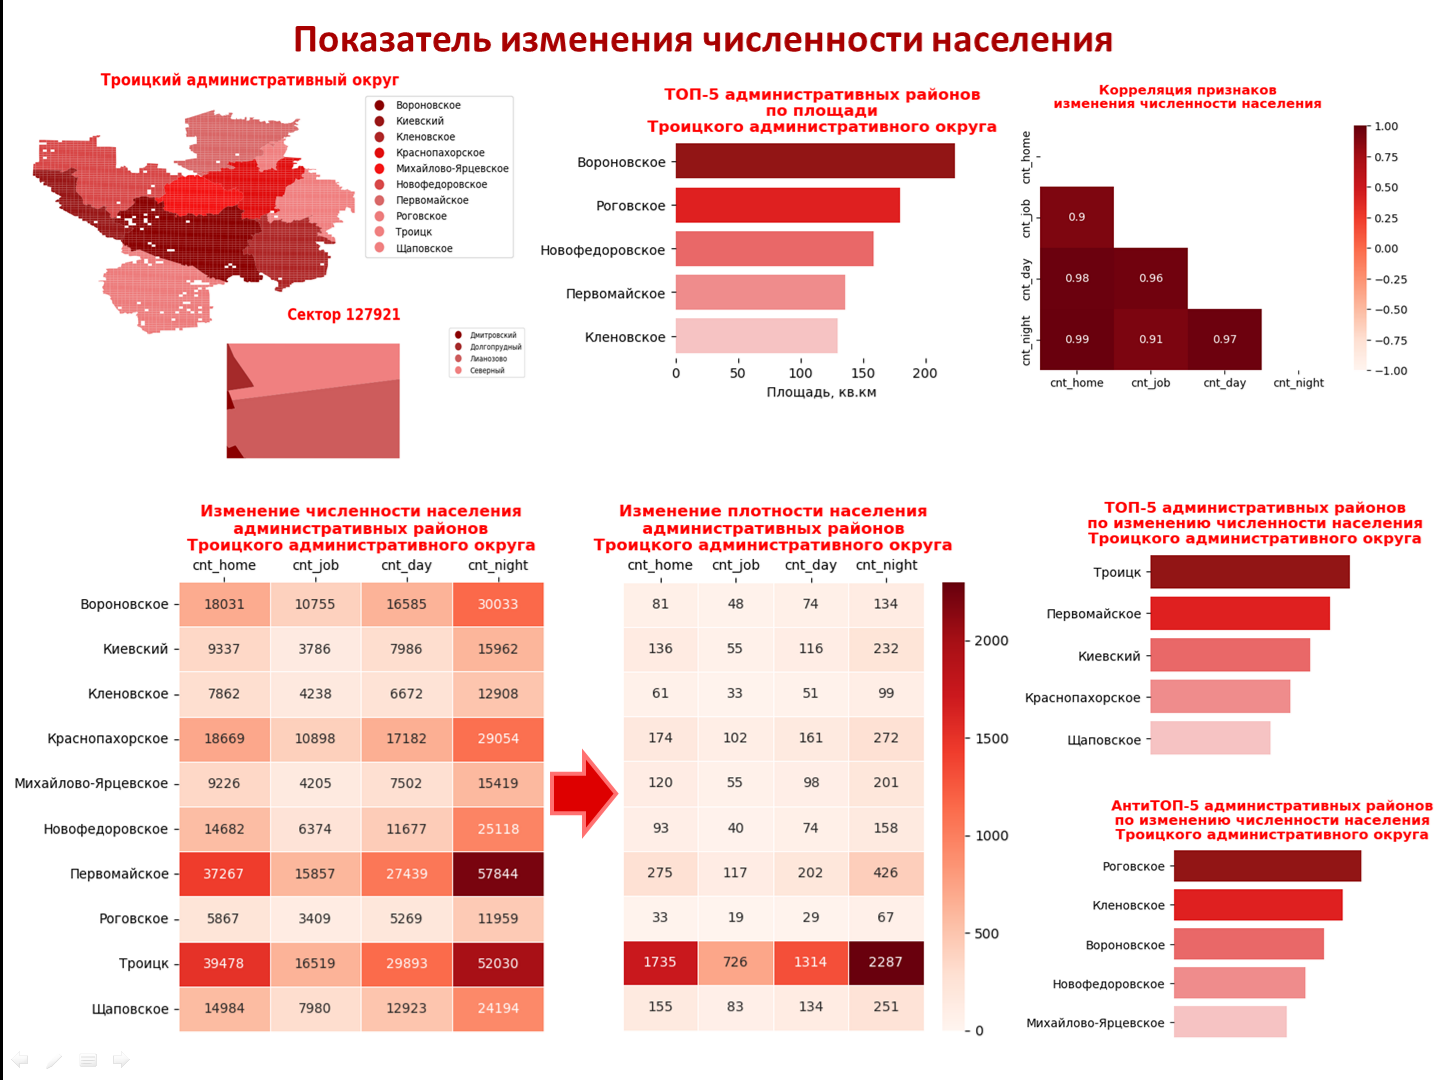 Показатель изменения численности населения
Троицкий административный округ
Вороновское
Киевский
Кленовское
Краснопахорское
Михайлово-Ярцевское
Новофедоровское
Первомайское
Роговское
Троицк
Щаповское
Сектор 127921
Дмитровский
Долгопрудный
Лианозово
Северный
ТОП-5 административных районов
по площади
Троицкого административного округа
Вороновское
Роговское
Новофедоровское
Первомайское
Кленовское
0 50 100 150 200
Площадь, кв.км
Корреляция признаков
изменения численности населения
cnt_home
cnt_job 0.9
cnt_day 0.98 0.96
cnt_night 0.99 0.91 0.97
cnt_home cnt_job cnt_day cnt_night
1.00
0.75
0.50
0.25
0.00
−0.25
−0.50
−0.75
−1.00
Изменение численности населения
административных районов
Троицкого административного округа
cnt_home cnt_job cnt_day cnt_night
Вороновское 18031 10755 16585 30033
Киевский 9337 3786 7986 15962
Кленовское 7862 4238 6672 12908
Краснопахорское 18669 10898 17182 29054
Михайлово-Ярцевское 9226 4205 7502 15419
Новофедоровское 14682 6374 11677 25118
Первомайское 37267 15857 27439 57844
Роговское 5867 3409 5269 11959
Троицк 39478 16519 29893 52030
Щаповское 14984 7980 12923 24194
Изменение плотности населения
административных районов
Троицкого административного округа
cnt_home cnt_job cnt_day cnt_night
81 48 74 134
136 55 116 232
61 33 51 99
174 102 161 272
120 55 98 201
93 40 74 158
275 117 202 426
33 19 29 67
1735 726 1314 2287
155 83 134 251
2000
1500
1000
500
0
ТОП-5 административных районов
по изменению численности населения
Троицкого административного округа
Троицк
Первомайское
Киевский
Краснопахорское
Щаповское
АнтиТОП-5 административных районов
по изменению численности населения
Троицкого административного округа
Роговское
Кленовское
Вороновское
Новофедоровское
Михайлово-Ярцевское